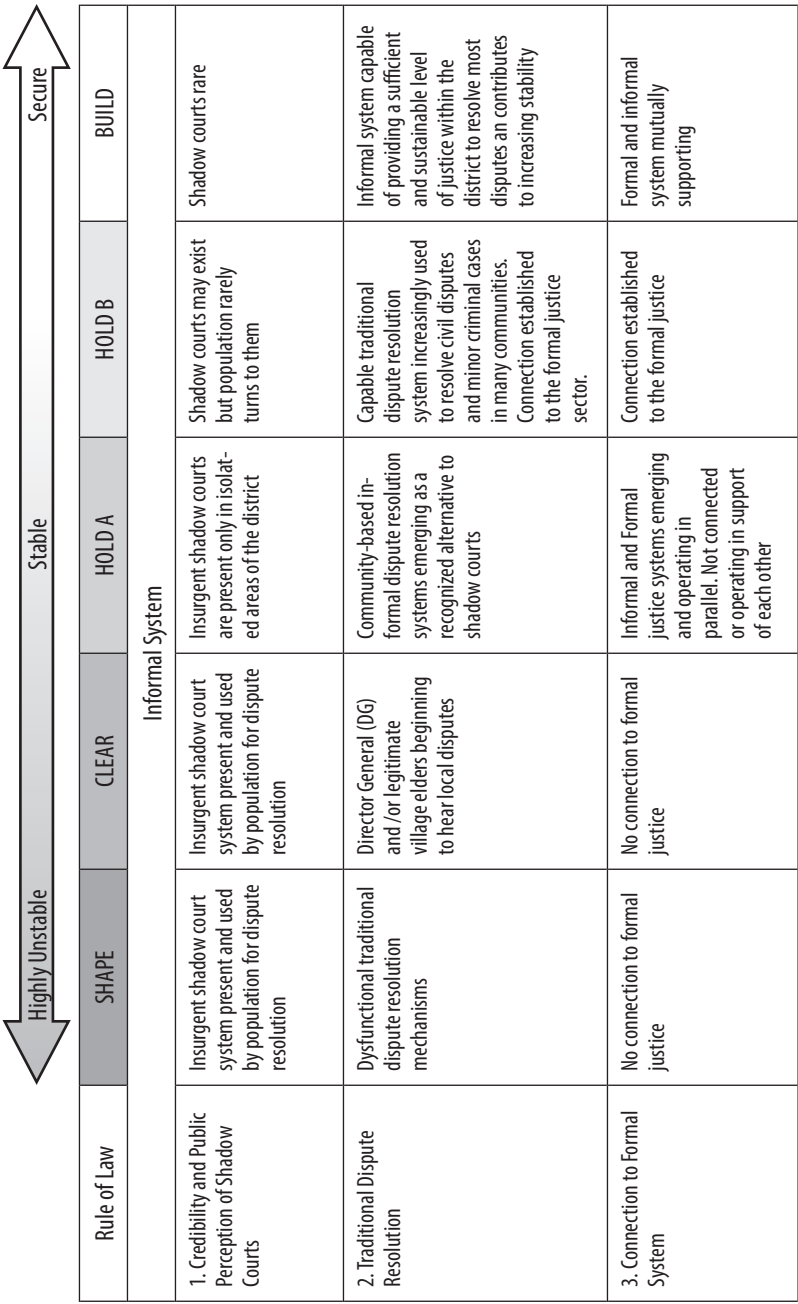 Highly Unstable
Stable
Secure
Rule of Law
SHAPE
CLEAR
HOLD A
HOLD B
BUILD
Informal System
1. Credibility and Public
Perception of Shadow
Courts
Insurgent shadow court
system present and used
by population for dispute
resolution
Insurgent shadow court
system present and used
by population for dispute
resolution
Insurgent shadow courts
are present only in isolat-
ed areas of the district
Shadow courts may exist
but population rarely
turns to them
Shadow courts rare
2. Traditional Dispute
Resolution
Dysfunctional traditional
dispute resolution
mechanisms
Director General (DG)
and /or legitimate
village elders beginning
to hear local disputes
Community-based in-
formal dispute resolution
systems emerging as a
recognized alternative to
shadow courts
Capable traditional
dispute resolution
system increasingly used
to resolve civil disputes
and minor criminal cases
in many communities.
Connection established
to the formal justice
sector.
Informal system capable
of providing a sufficient
and sustainable level
of justice within the
district to resolve most
disputes an contributes
to increasing stability
3. Connection to Formal
System
No connection to formal
justice
No connection to formal
justice
Informal and Formal
justice systems emerging
and operating in
parallel. Not connected
or operating in support
of each other
Connection established
to the formal justice
Formal and informal
system mutually
supporting